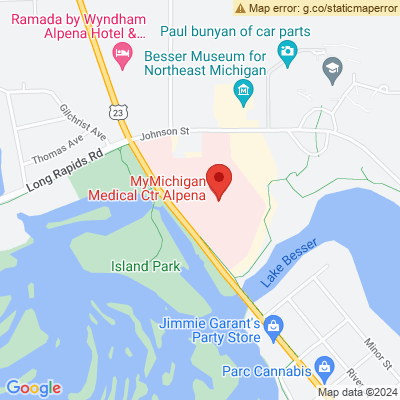 Map error: g.co/staticmaperror
Ramada by Wyndham
Alpena Hotel &...
Paul bunyan of car parts
Besser Museum for
Northeast Michigan
23
Gilchrist Ave
Johnson St
Thomas Ave
Long Rapids Rd
MyMichigan
Medical Ctr Alpena
Island Park
Lake Besser
Jimmie Garant's
Party Store
Minor St
Parc Cannabis
River
Google
Map data ©2024